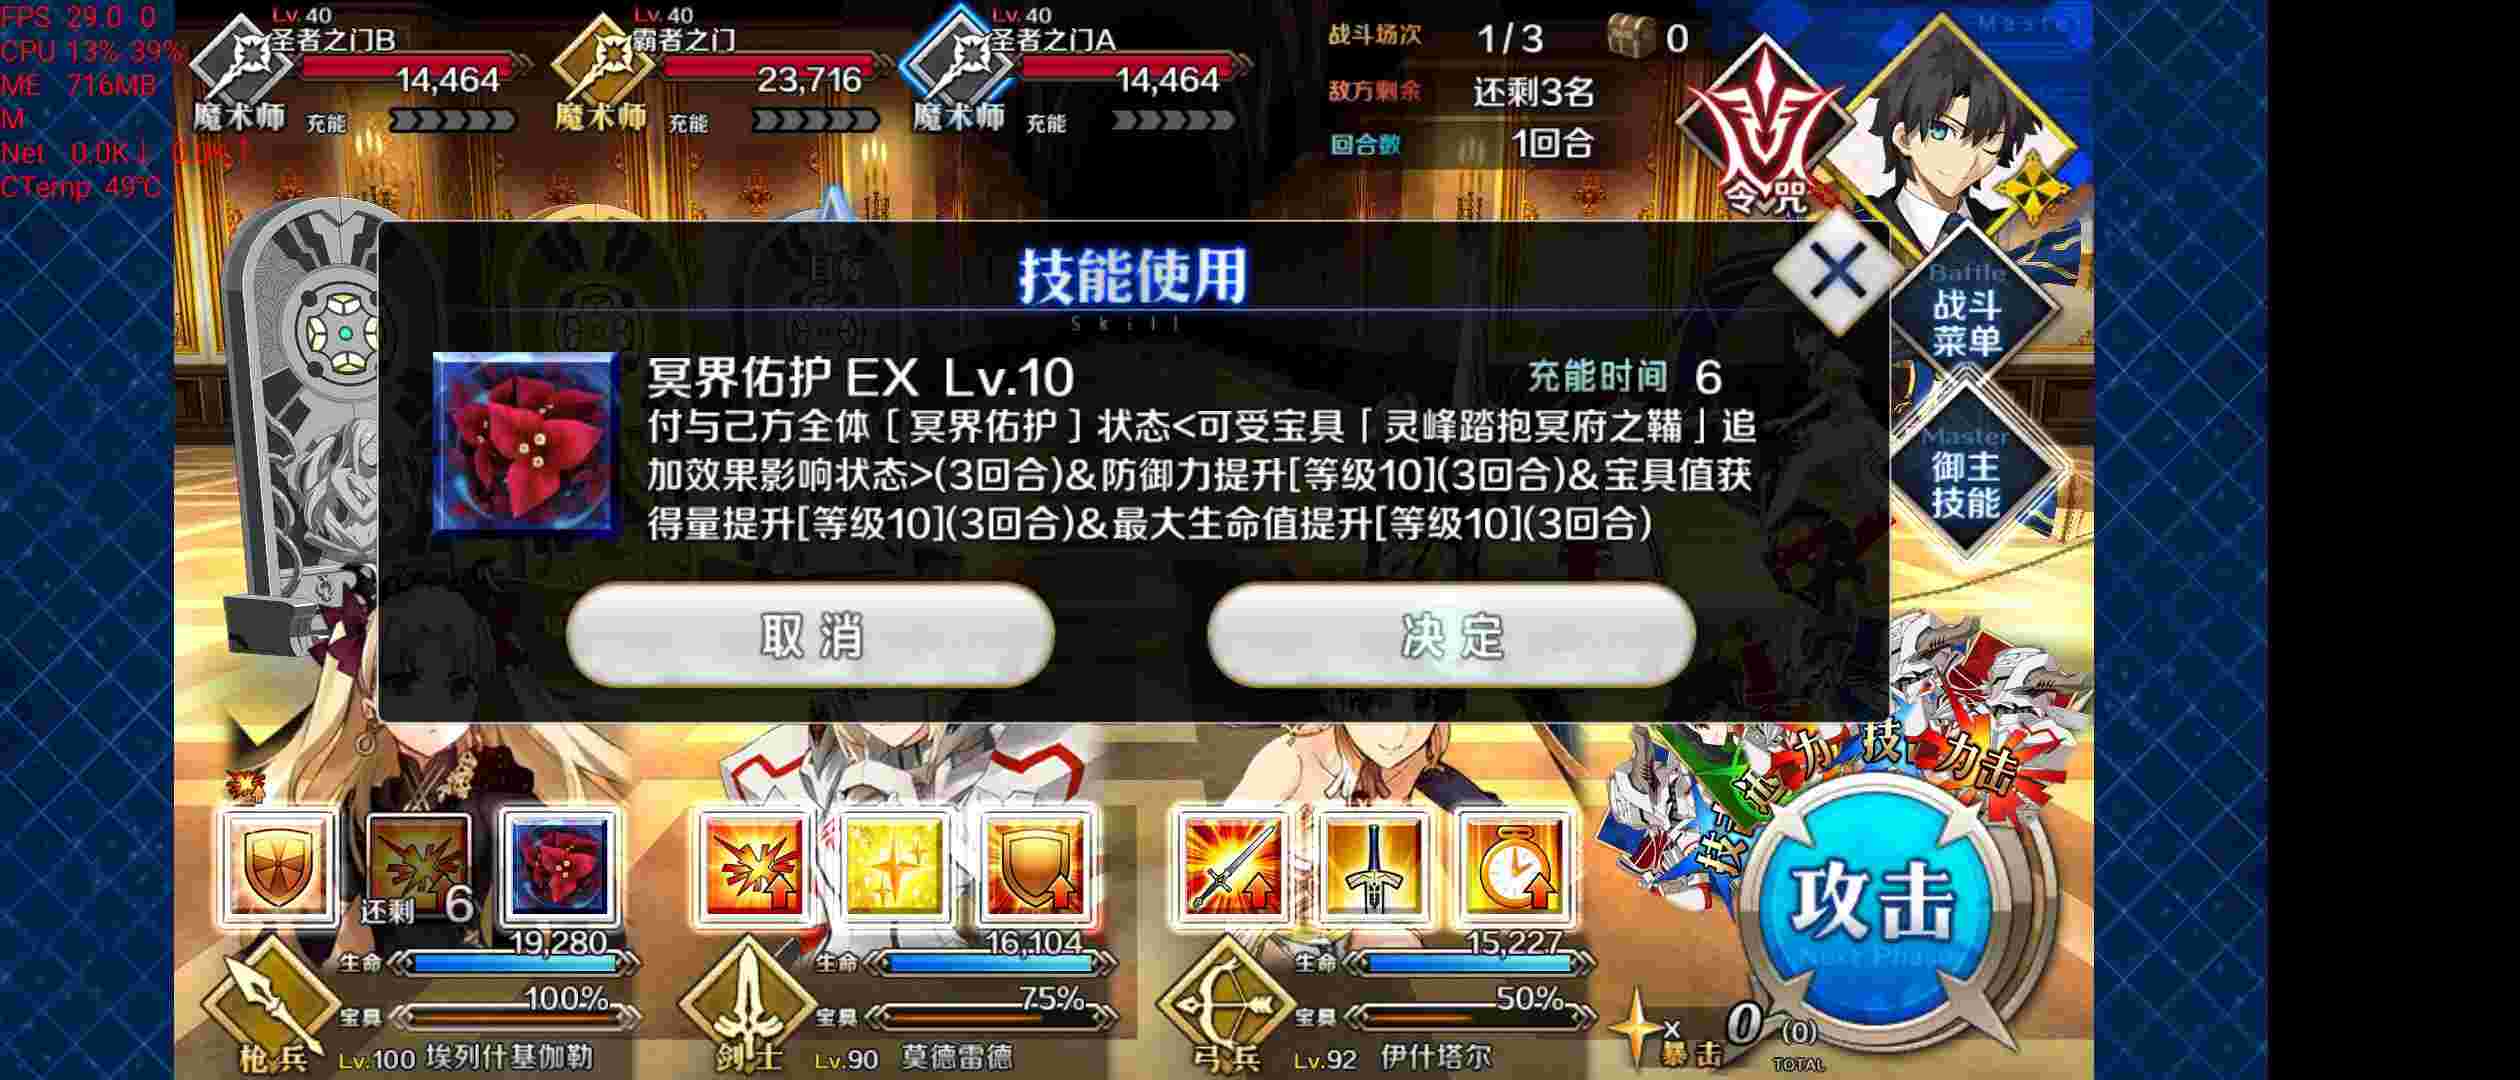 FPS 29.0 0
CPU 13% 39%
ME 716MB
M
Net 0.0K↓ 0.0K↑
CTemp 49℃
Lv.40
圣者之门B
14,464
魔术师
充能
Lv.40
霸者之门
23,716
魔术师
充能
Lv.40
圣者之门A
14,464
魔术师
充能
战斗场次 1/3 0
敌方剩余 还剩3名
回合数 1回合
令咒
Master
Battle
战斗
菜单
Master
御主
技能
技能使用
Skill
冥界佑护 EX Lv.10 充能时间 6
付与己方全体[冥界佑护]状态<可受宝具「灵峰踏抱冥府之鞴」追
加效果影响状态>(3回合)&防御力提升[等级10](3回合)&宝具值获
得量提升[等级10](3回合)&最大生命值提升[等级10](3回合)
取消
决定
还剩 6
生命 19,280
宝具 100%
枪兵 Lv.100 埃列什基伽勒
生命 16,104
宝具 75%
剑士 Lv.90 莫德雷德
生命 15,227
宝具 50%
弓兵 Lv.92 伊什塔尔
攻击
Next Phase
x 0 (0)
暴击 TOTAL